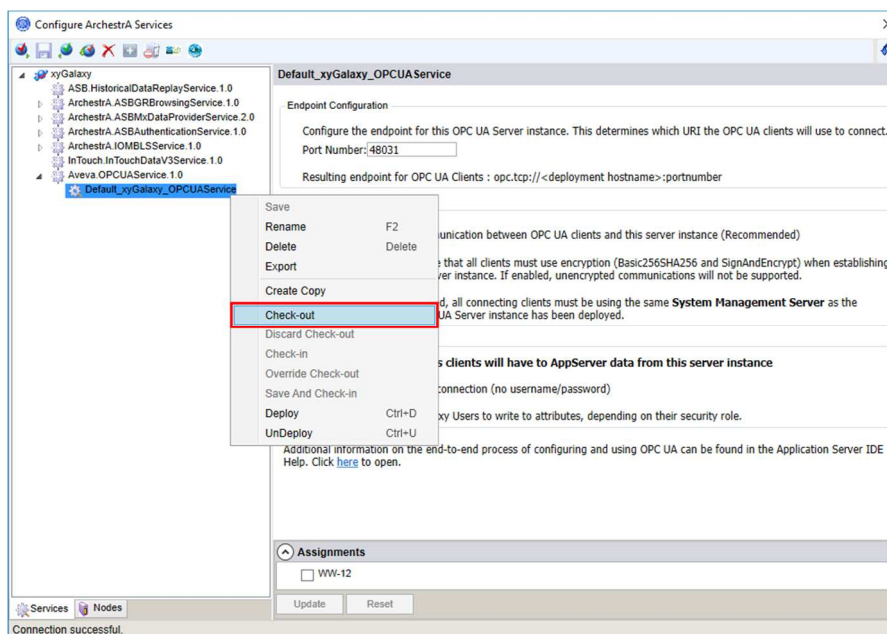 Configure ArchestrA Services
xyGalaxy
ASB.HistoricalDataReplayService.1.0
ArchestrA.ASBGRBrowsingService.1.0
ArchestrA.ASBMxDataProviderService.2.0
ArchestrA.ASBAuthenticationService.1.0
ArchestrA.IOMBLSService.1.0
InTouch.InTouchDataV3Service.1.0
Aveva.OPCUAService.1.0
Default_xyGalaxy_OPCUAService
Services
Nodes
Default_xyGalaxy_OPCUAService
Endpoint Configuration
Configure the endpoint for this OPC UA Server instance. This determines which URI the OPC UA clients will use to connect.
Port Number: 48031
Resulting endpoint for OPC UA Clients : opc.tcp://<deployment hostname>:portnumber
Save
Rename F2
Delete Delete
Export
Create Copy
Check-out
Discard Check-out
Check-in
Override Check-out
Save And Check-in
Deploy Ctrl+D
UnDeploy Ctrl+U
unication between OPC UA clients and this server instance (Recommended)
that all clients must use encryption (Basic256SHA256 and SignAndEncrypt) when establishing
ver instance. If enabled, unencrypted communications will not be supported.
d, all connecting clients must be using the same System Management Server as the
UA Server instance has been deployed.
s clients will have to AppServer data from this server instance
onnection (no username/password)
xy Users to write to attributes, depending on their security role.
Additional information on the end-to-end process of configuring and using OPC UA can be found in the Application Server IDE
Help. Click here to open.
Assignments
WW-12
Update
Reset
Connection successful.